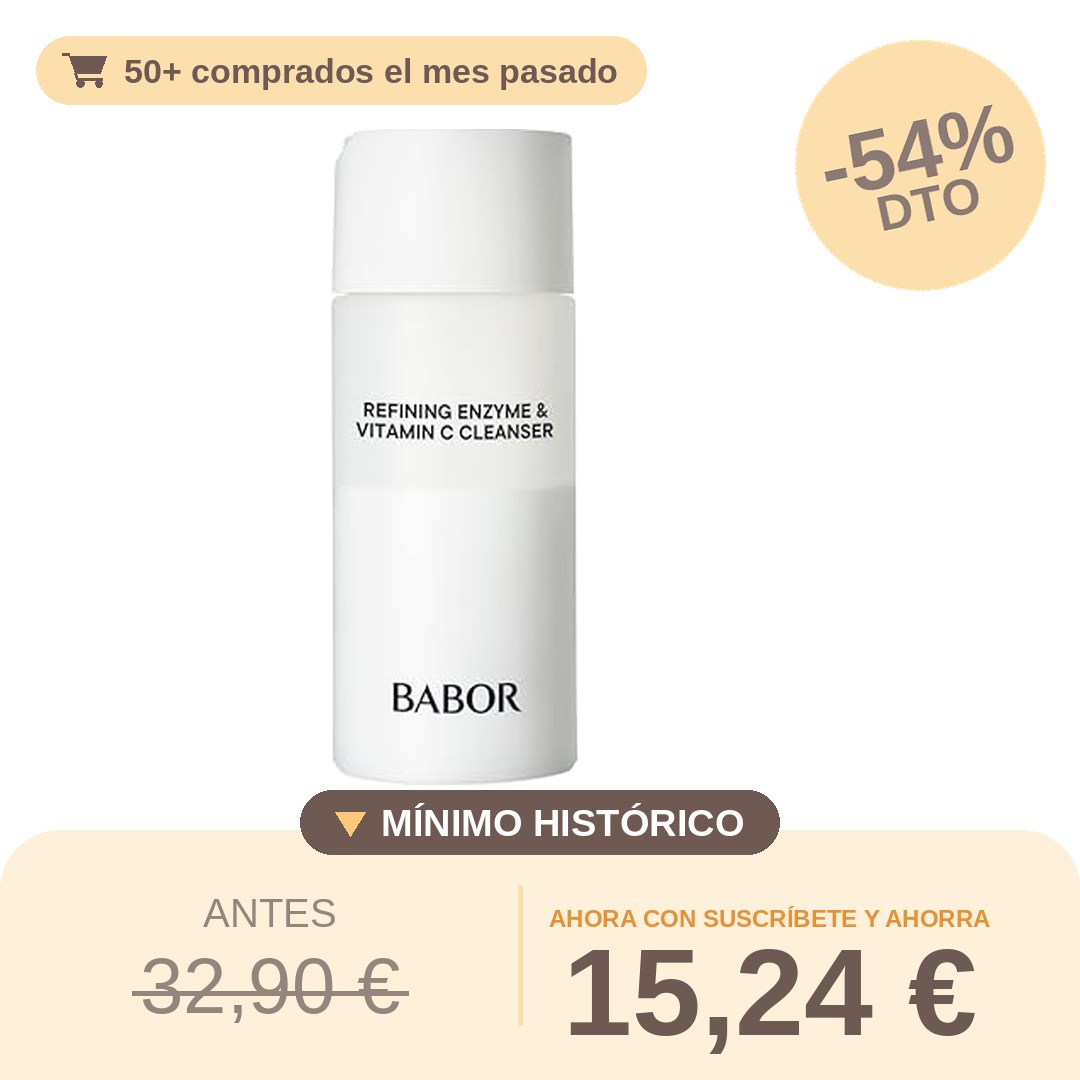 50+ comprados el mes pasado
-54%
DTO
REFINING ENZYME &
VITAMIN C CLEANSER
BABOR
MÍNIMO HISTÓRICO
ANTES
32,90 €
AHORA CON SUSCRÍBETE Y AHORRA
15,24 €